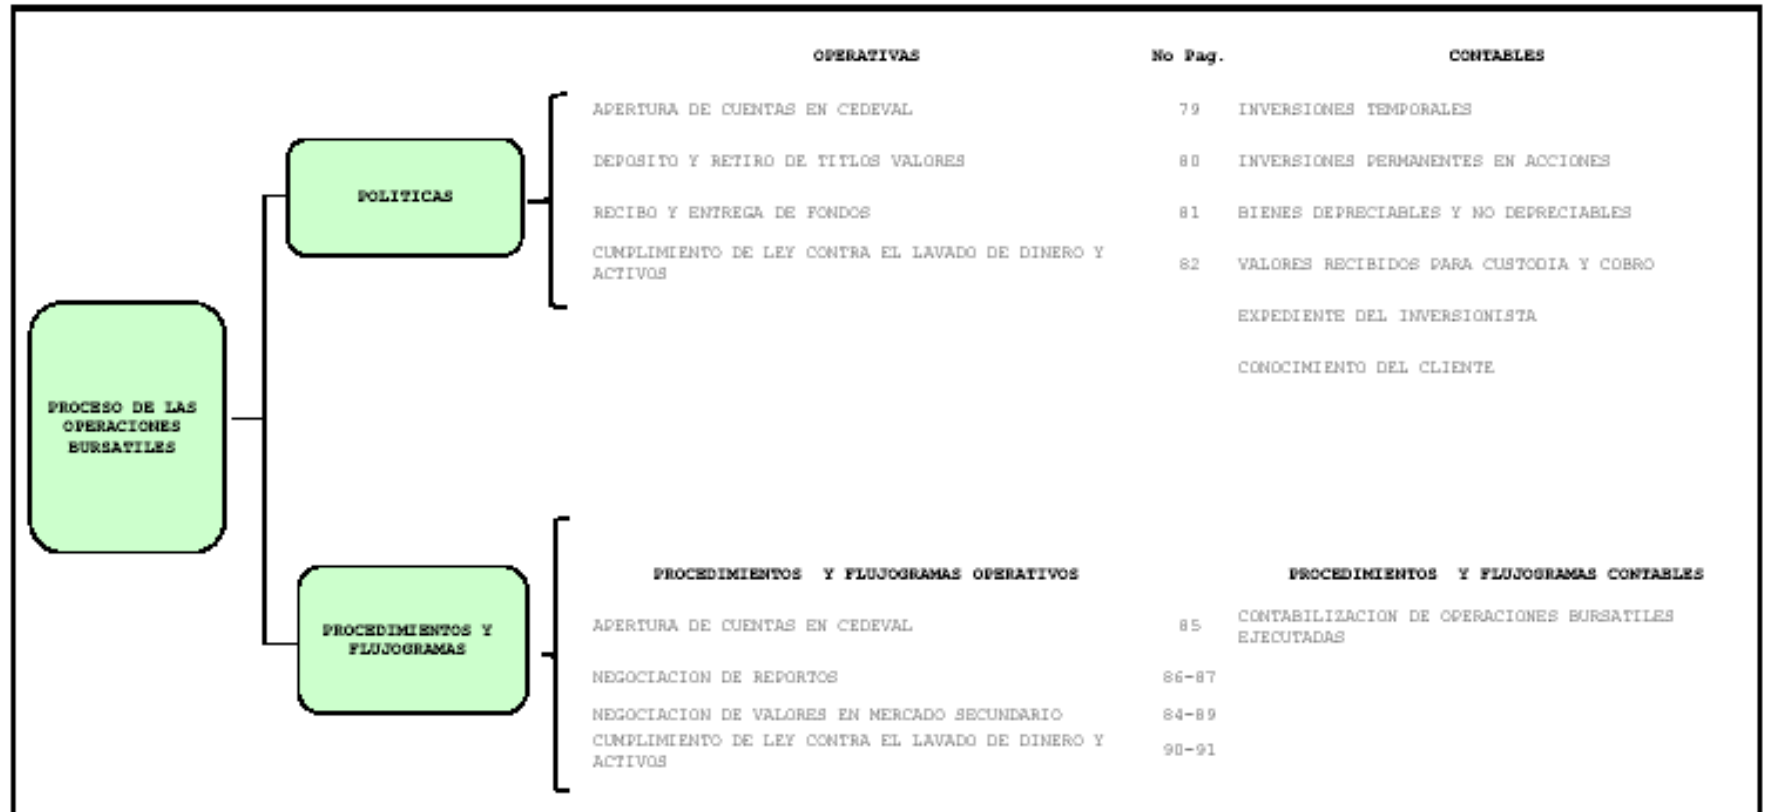 OPERATIVAS No Pag. CONTABLES
APERTURA DE CUENTAS EN CEDEVAL 79 INVERSIONES TEMPORALES
DEPOSITO Y RETIRO DE TITLOS VALORES 80 INVERSIONES PERMANENTES EN ACCIONES
POLITICAS
RECIBO Y ENTREGA DE FONDOS 81 BIENES DEPRECIABLES Y NO DEPRECIABLES
CUMPLIMIENTO DE LEY CONTRA EL LAVADO DE DINERO Y
ACTIVOS
82 VALORES RECIBIDOS PARA CUSTODIA Y COBRO
EXPEDIENTE DEL INVERSIONISTA
CONOCIMIENTO DEL CLIENTE
PROCESO DE LAS
OPERACIONES
BURSATILES
PROCEDIMIENTOS Y FLUJOGRAMAS OPERATIVOS PROCEDIMIENTOS Y FLUJOGRAMAS CONTABLES
APERTURA DE CUENTAS EN CEDEVAL 85 CONTABILIZACION DE OPERACIONES BURSATILES
EJECUTADAS
PROCEDIMIENTOS Y
FLUJOGRAMAS
NEGOCIACION DE REPORTOS 86-87
NEGOCIACION DE VALORES EN MERCADO SECUNDARIO 84-89
CUMPLIMIENTO DE LEY CONTRA EL LAVADO DE DINERO Y
ACTIVOS
90-91